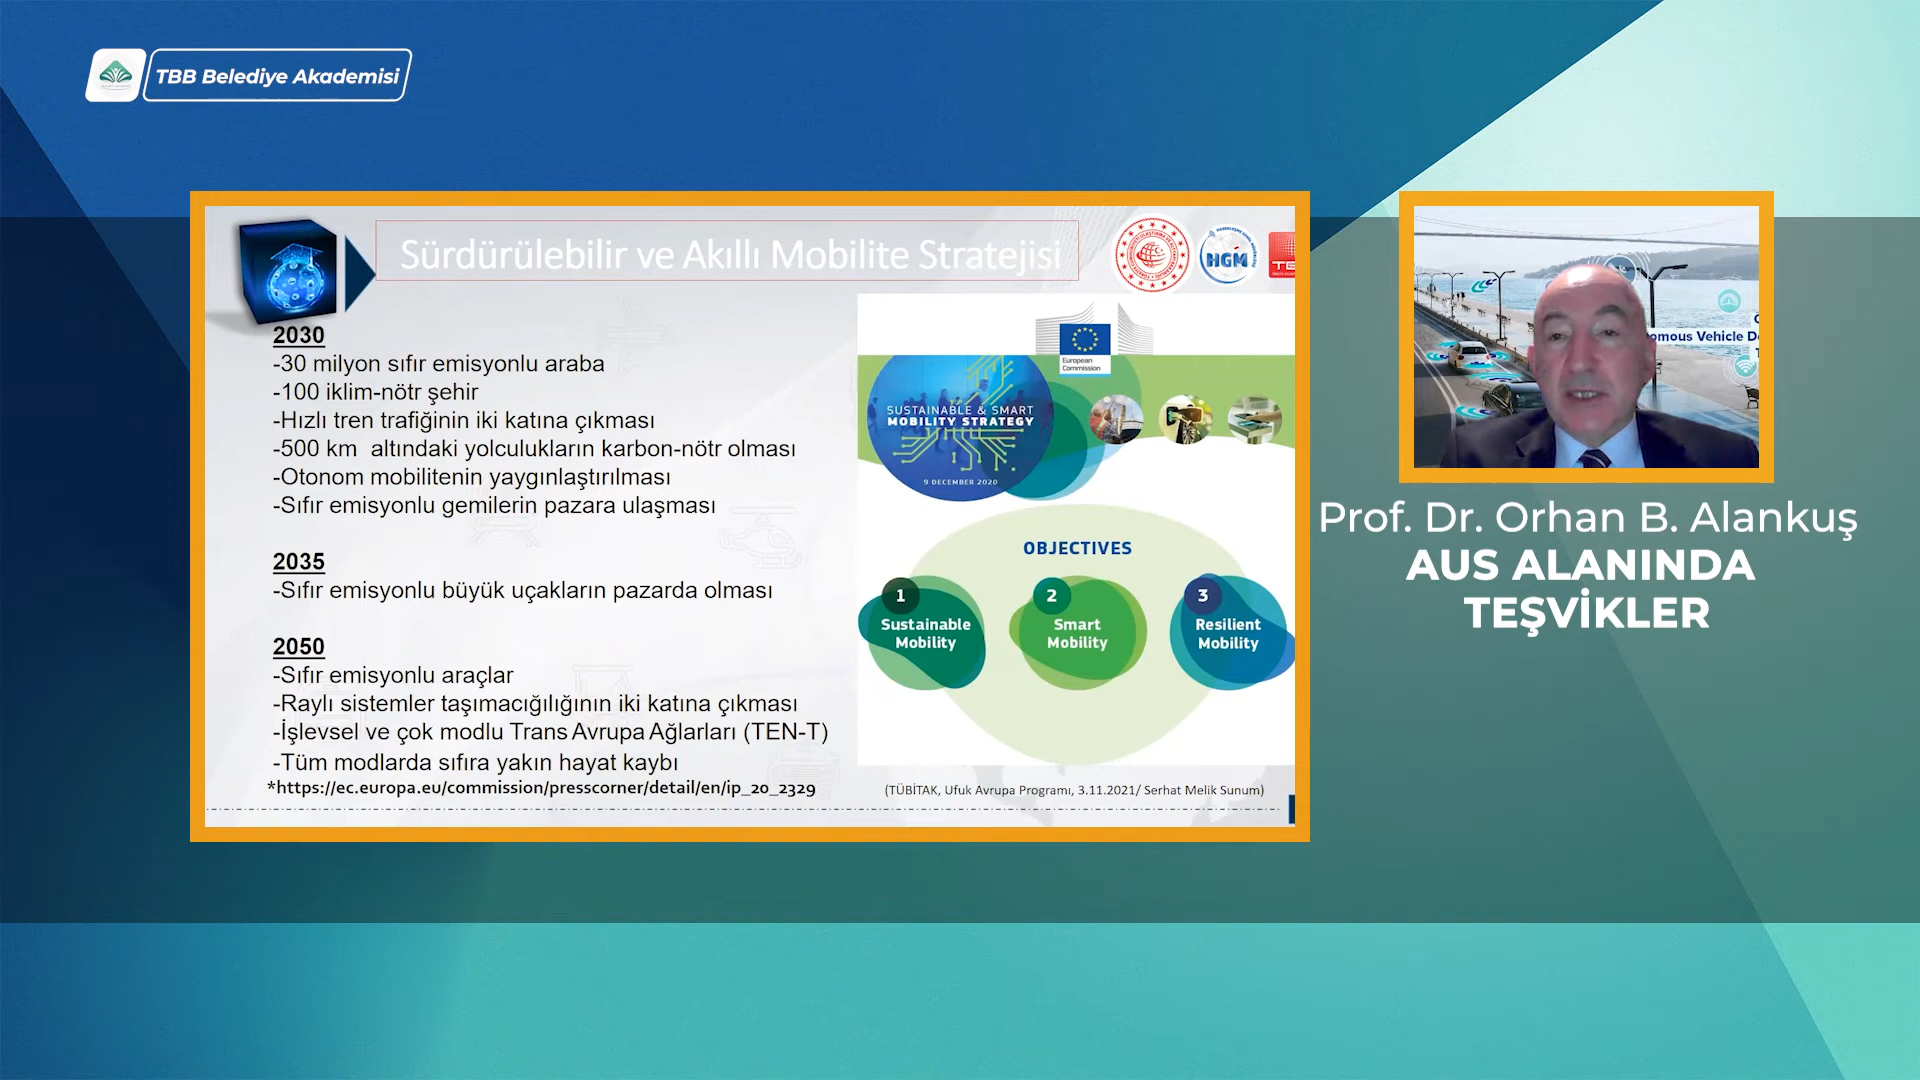 TBB Belediye Akademisi
Sürdürülebilir ve Akıllı Mobilite Stratejisi
HGM
2030
-30 milyon sıfır emisyonlu araba
-100 iklim-nötr şehir
-Hızlı tren trafiğinin iki katına çıkması
-500 km altındaki yolculukların karbon-nötr olması
-Otonom mobilitenin yaygınlaştırılması
-Sıfır emisyonlu gemilerin pazara ulaşması
2035
-Sıfır emisyonlu büyük uçakların pazarda olması
2050
-Sıfır emisyonlu araçlar
-Raylı sistemler taşımacığılığının iki katına çıkması
-İşlevsel ve çok modlu Trans Avrupa Ağlarları (TEN-T)
-Tüm modlarda sıfıra yakın hayat kaybı
*https://ec.europa.eu/commission/presscorner/detail/en/ip_20_2329
European
Commission
SUSTAINABLE & SMART
MOBILITY STRATEGY
9 DECEMBER 2020
OBJECTIVES
1
Sustainable
Mobility
2
Smart
Mobility
3
Resilient
Mobility
(TÜBİTAK, Ufuk Avrupa Programı, 3.11.2021/ Serhat Melik Sunum)
Vehicle
Prof. Dr. Orhan B. Alankuş
AUS ALANINDA
TEŞVİKLER